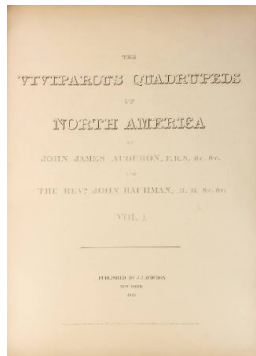 THE
VIVIPAROUS QUADRUPEDS
OF
NORTH AMERICA
BY
JOHN JAMES AUDUBON, F.R.S. &c. &c.
AND
THE REVD. JOHN BACHMAN, D. D. &c. &c.
VOL. I.
PUBLISHED BY J.J. AUDUBON,
NEW YORK.